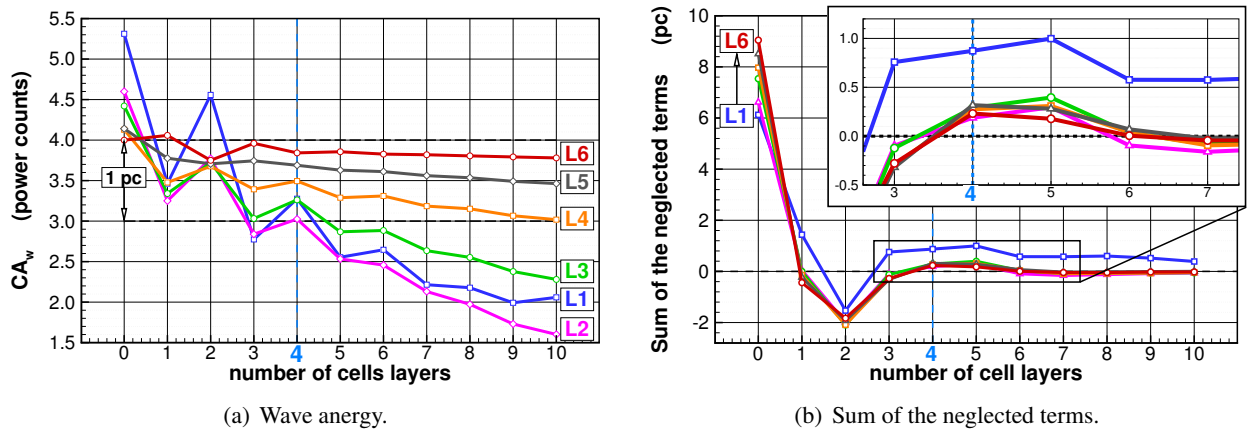 CA_w (power counts)
5.5
5.0
4.5
4.0
3.5
3.0
2.5
2.0
1.5
1 pc
L6
L5
L4
L3
L1
L2
0 1 2 3 4 5 6 7 8 9 10
number of cells layers
(a) Wave anergy.
Sum of the neglected terms (pc)
10
8
6
4
2
0
-2
L6
L1
1.0
0.5
0.0
-0.5
3 4 5 6 7
0 1 2 3 4 5 6 7 8 9 10
number of cell layers
(b) Sum of the neglected terms.